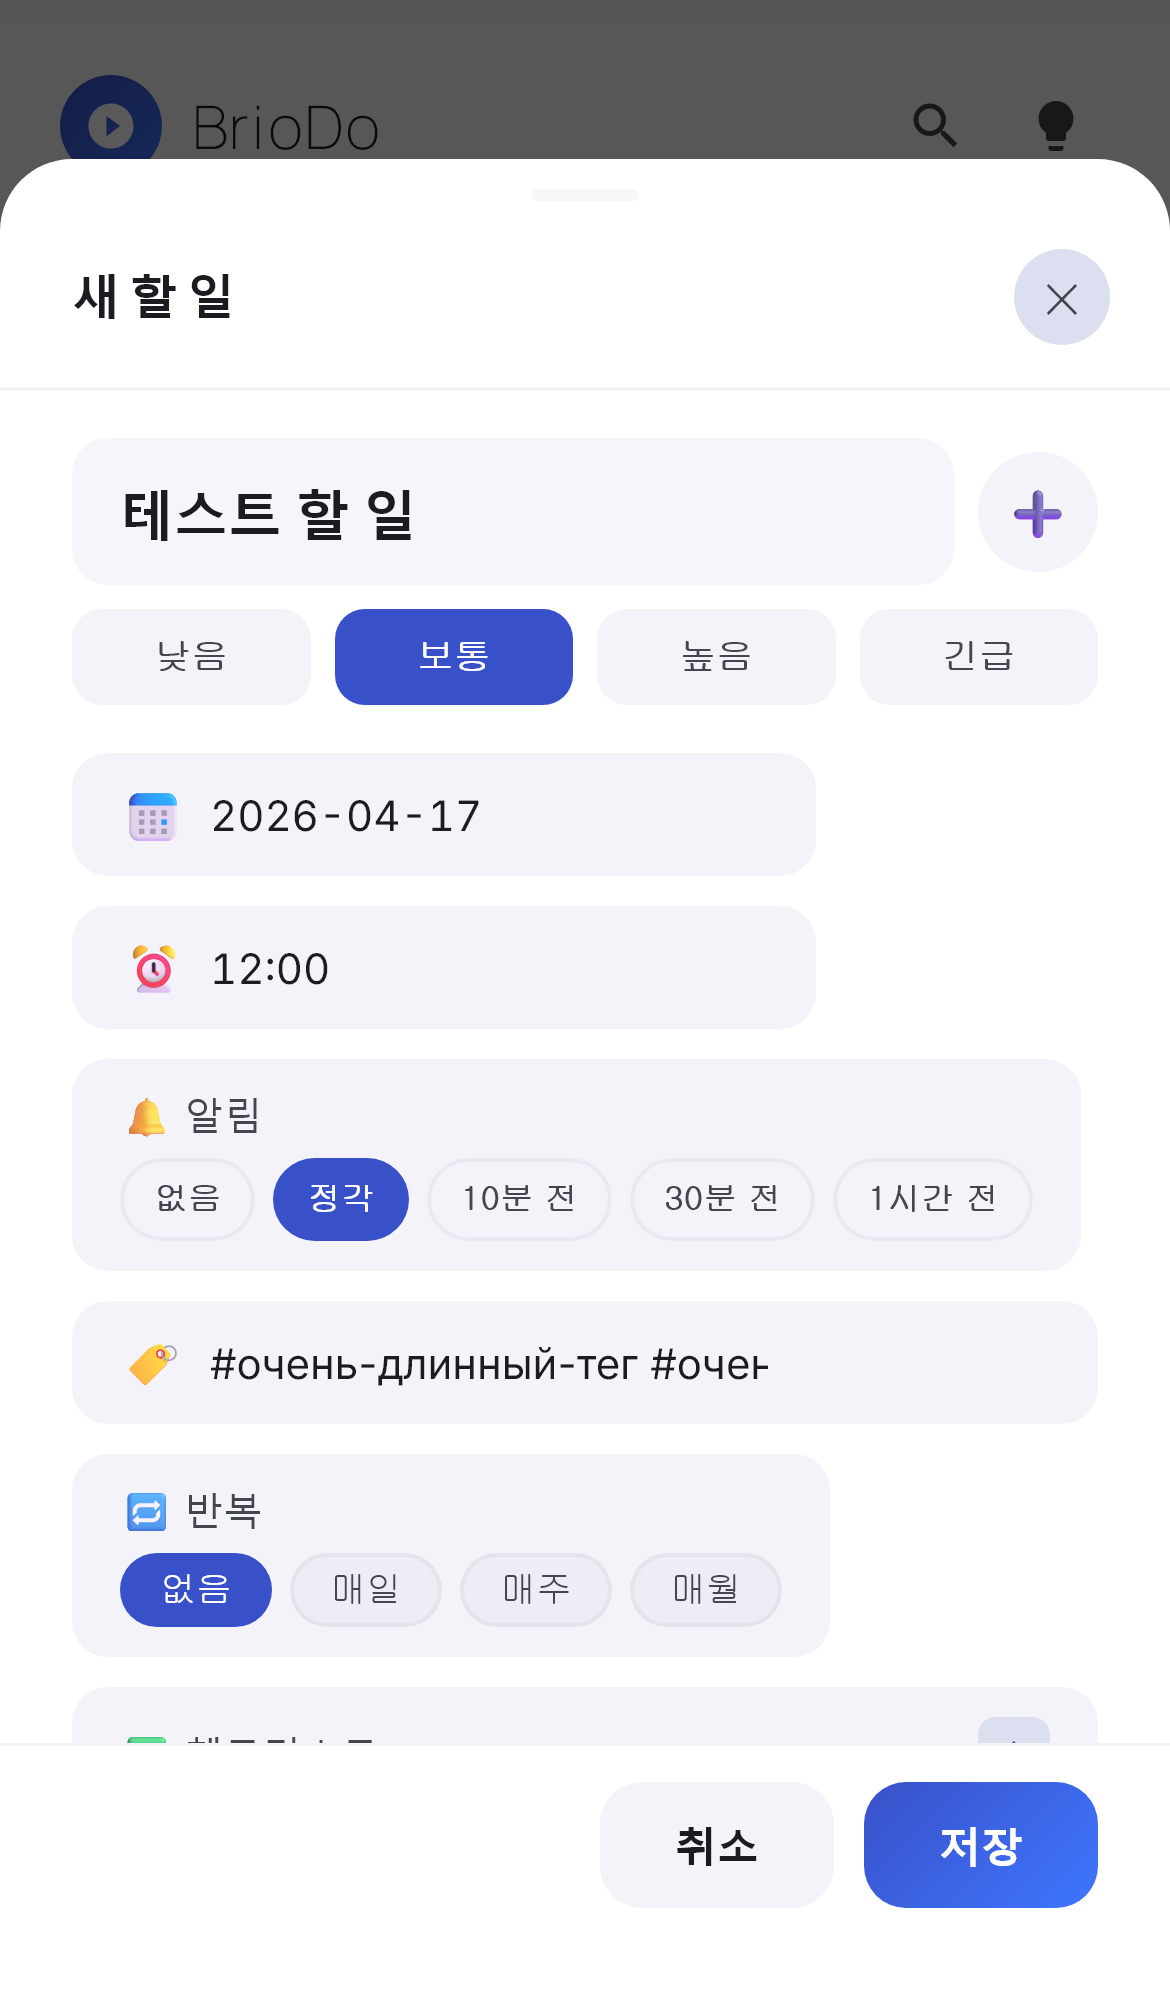 BrioDo
새 할 일
테스트 할 일
낮음 보통 높음 긴급
2026-04-17
12:00
알림
없음 정각 10분 전 30분 전 1시간 전
#очень-длинный-тег #очен
반복
없음 매일 매주 매월
취소 저장